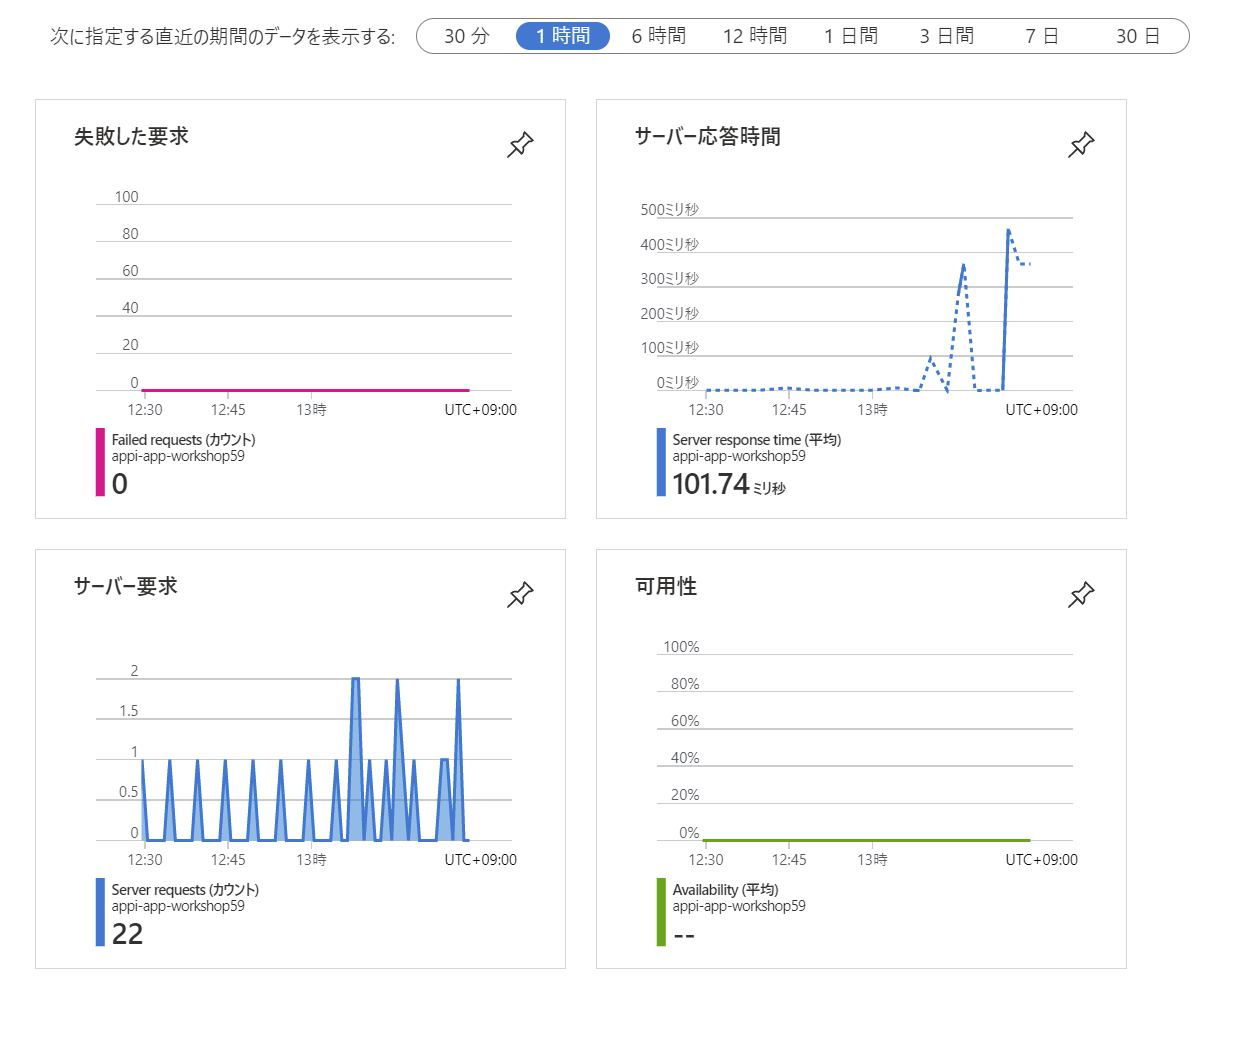 次に指定する直近の期間のデータを表示する: 30 分 1 時間 6 時間 12 時間 1 日間 3 日間 7 日 30 日
失敗した要求
100
80
60
40
20
0
12:30 12:45 13時 UTC+09:00
Failed requests (カウント)
appi-app-workshop59
0
サーバー応答時間
500ミリ秒
400ミリ秒
300ミリ秒
200ミリ秒
100ミリ秒
0ミリ秒
12:30 12:45 13時 UTC+09:00
Server response time (平均)
appi-app-workshop59
101.74 ミリ秒
サーバー要求
2
1.5
1
0.5
0
12:30 12:45 13時 UTC+09:00
Server requests (カウント)
appi-app-workshop59
22
可用性
100%
80%
60%
40%
20%
0%
12:30 12:45 13時 UTC+09:00
Availability (平均)
appi-app-workshop59
--